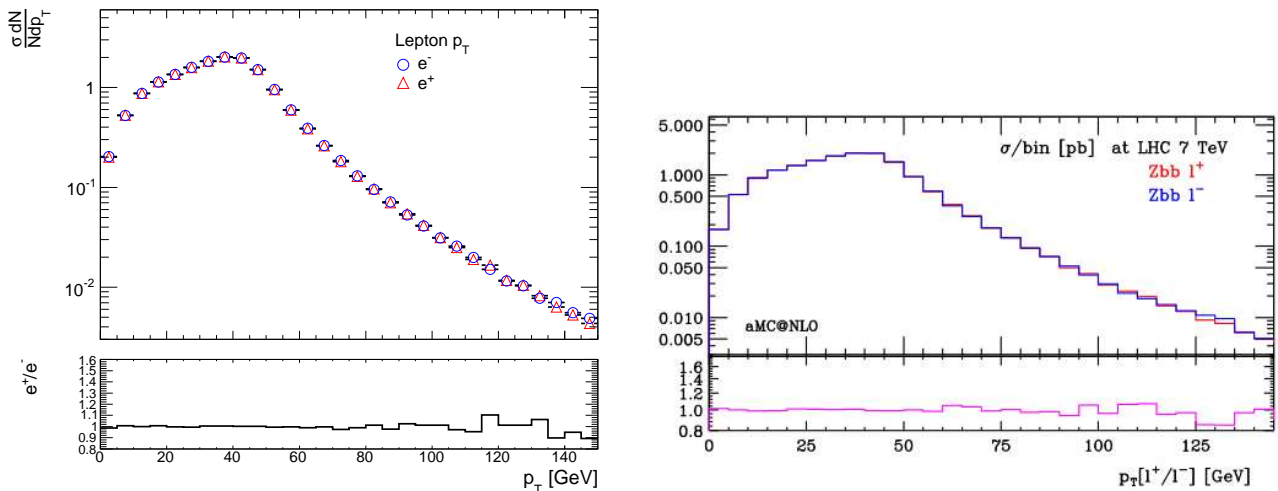 σ dN
Ndp_T
Lepton p_T
e⁻
e⁺
1
10⁻¹
10⁻²
e⁺/e⁻
1.6
1.5
1.4
1.3
1.2
1.1
1
0.9
0.8
0 20 40 60 80 100 120 140
p_T [GeV]
5.000
1.000
0.500
0.100
0.050
0.010
0.005
σ/bin [pb] at LHC 7 TeV
Zbb l⁺
Zbb l⁻
aMC@NLO
1.6
1.4
1.2
1.0
0.8
0 25 50 75 100 125
p_T[l⁺/l⁻] [GeV]